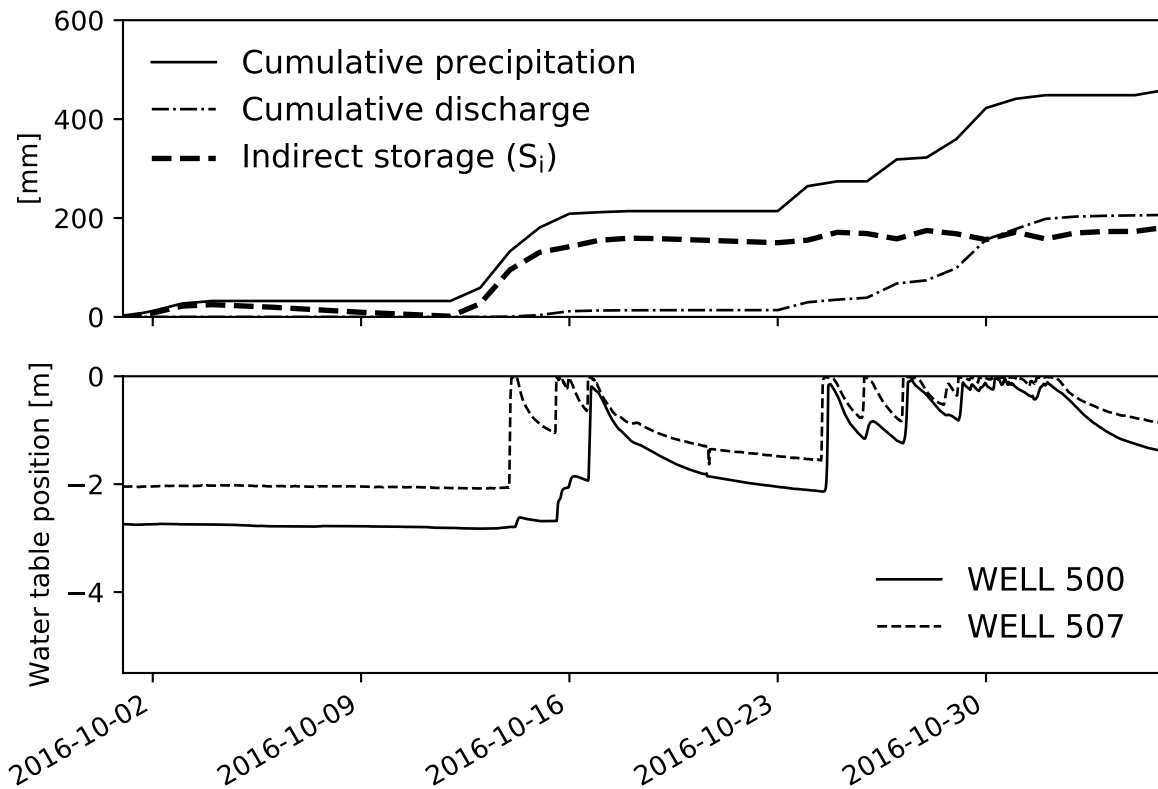 600
400
200
0
[mm]
Cumulative precipitation
Cumulative discharge
Indirect storage (Si)
0
−2
−4
Water table position [m]
WELL 500
WELL 507
2016-10-02
2016-10-09
2016-10-16
2016-10-23
2016-10-30